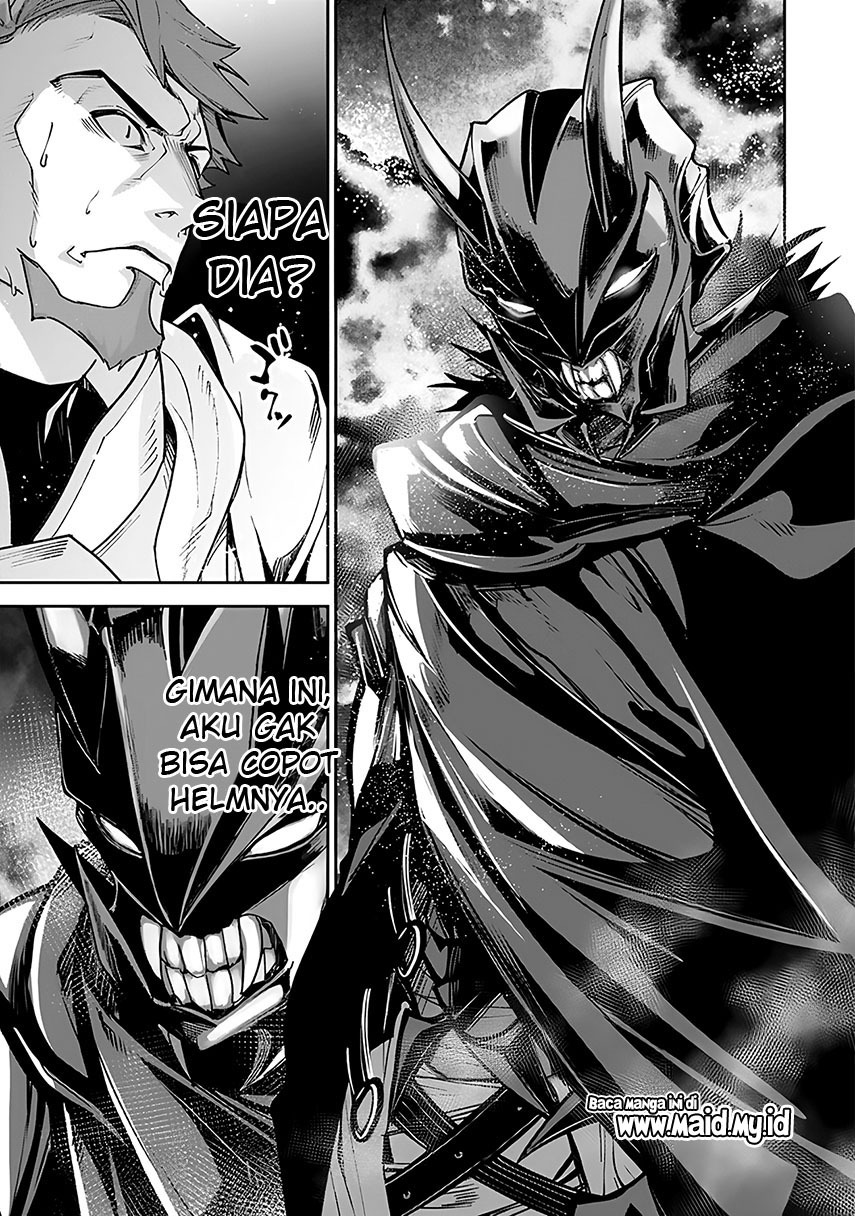 SIAPA
DIA?
GIMANA INI,
AKU GAK
BISA COPOT
HELMNYA..
Baca Manga ini di
www.Maid.My.id